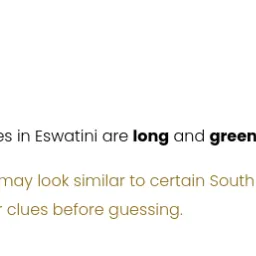 es in Eswatini are long and green
may look similar to certain South
r clues before guessing.